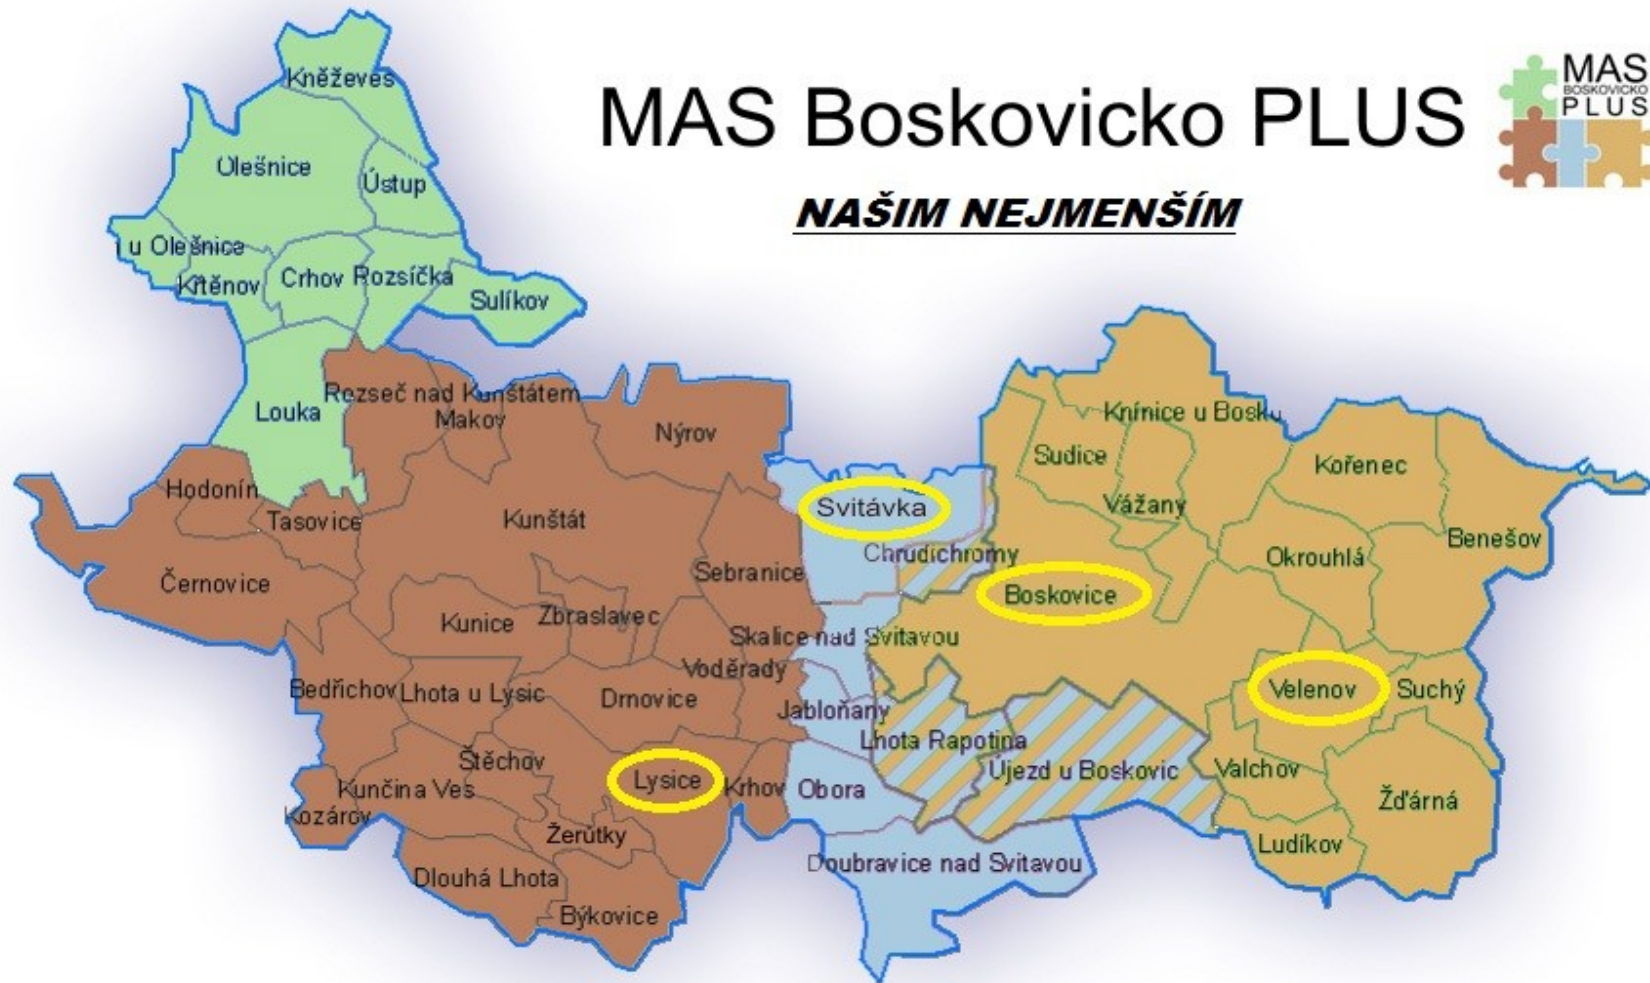 MAS Boskovicko PLUS
MAS
BOSKOVICKO
PLUS
NAŠIM NEJMENŠÍM
Kněževes
Olešnice
Ústup
u Olešnice
Křtěnov
Crhov
Rozsíčka
Sulíkov
Louka
Rozseč nad Kunštátem
Makov
Nýrov
Knínice u Bosku
Sudice
Kořenec
Hodonín
Tasovice
Kunštát
Svitávka
Vážany
Benešov
Chrudichromy
Okrouhlá
Černovice
Sebranice
Boskovice
Kunice
Zbraslavec
Skalice nad Svitavou
Voděrady
Bedřichov
Lhota u Lysic
Drnovice
Velenov
Suchý
Jabloňany
Lhota Rapotina
Štěchov
Lysice
Krhov
Obora
Újezd u Boskovic
Valchov
Žďárná
Kunčina Ves
Kozárov
Žerůtky
Ludíkov
Doubravice nad Svitavou
Dlouhá Lhota
Býkovice